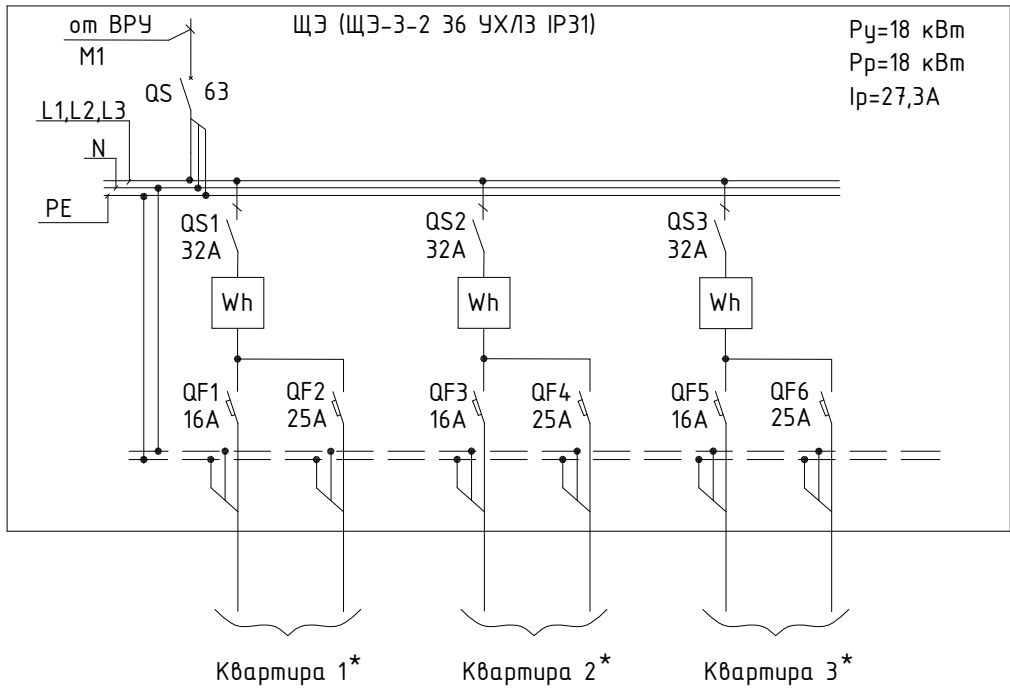 от ВРУ
М1
ЩЭ (ЩЭ-3-2 36 УХЛ3 IP31)
Pу=18 кВт
Pр=18 кВт
Iр=27,3А
QS 63
L1,L2,L3
N
PE
QS1
32А
QS2
32А
QS3
32А
Wh
Wh
Wh
QF1
16А
QF2
25А
QF3
16А
QF4
25А
QF5
16А
QF6
25А
Квартира 1*
Квартира 2*
Квартира 3*